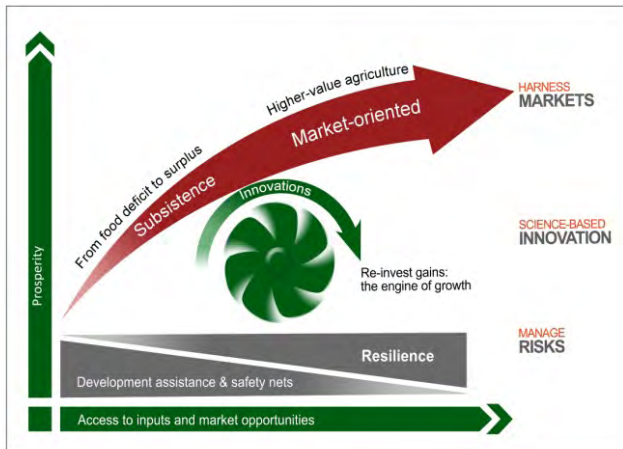 Prosperity
From food deficit to surplus
Higher-value agriculture
Subsistence
Market-oriented
HARNESS
MARKETS
Innovations
SCIENCE-BASED
INNOVATION
Re-invest gains:
the engine of growth
MANAGE
RISKS
Resilience
Development assistance & safety nets
Access to inputs and market opportunities